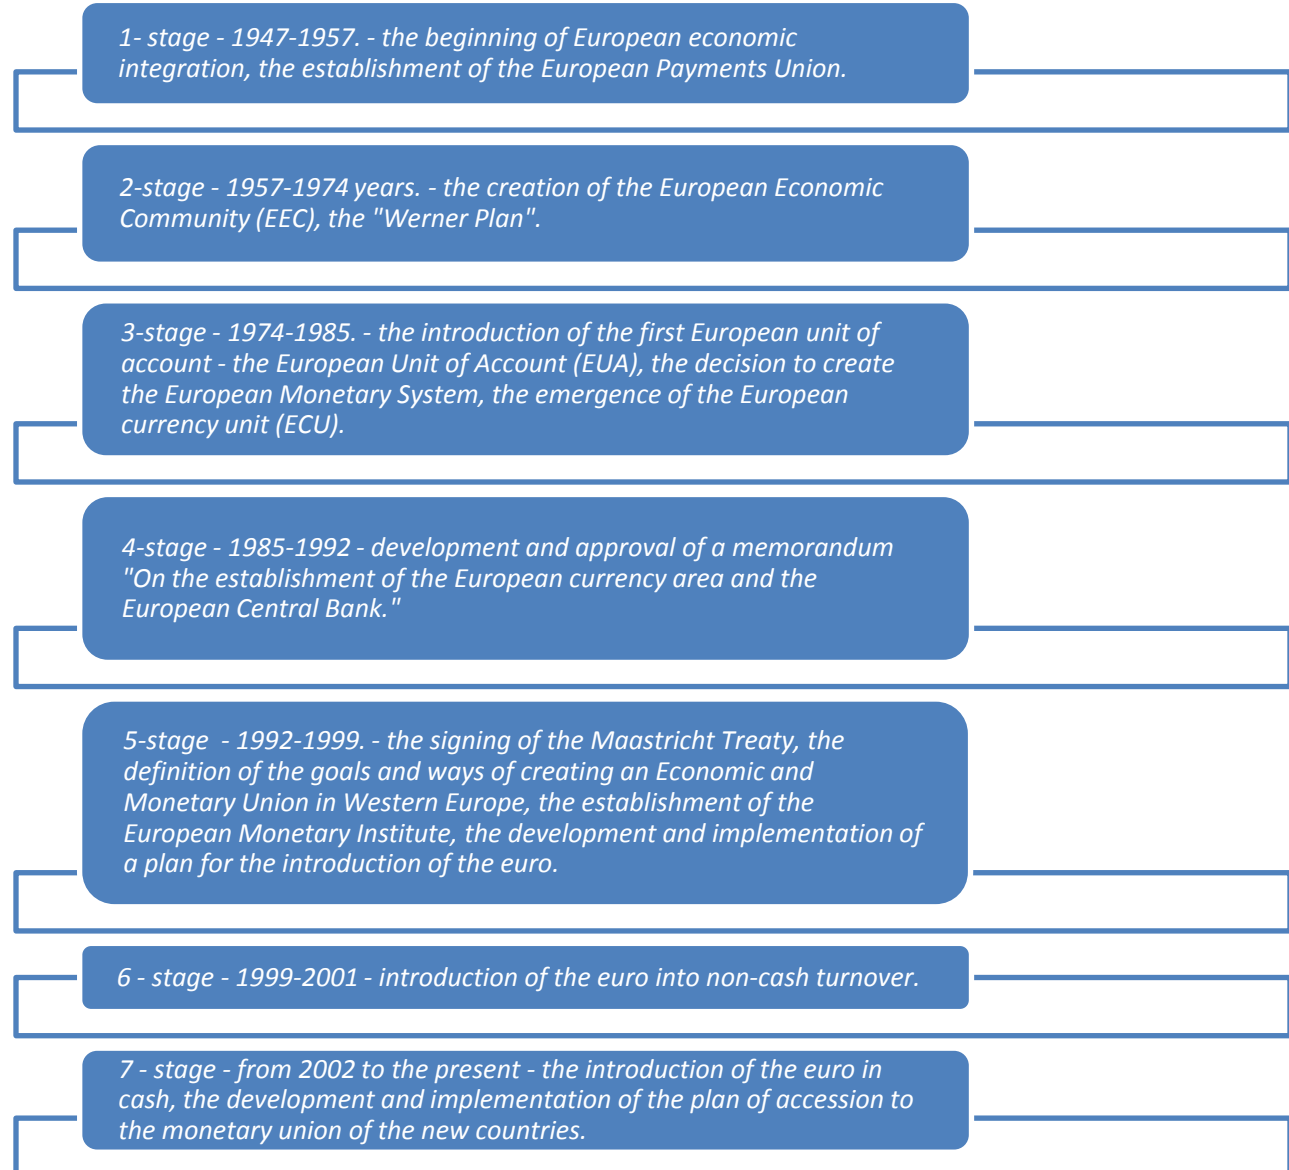 1- stage - 1947-1957. - the beginning of European economic
integration, the establishment of the European Payments Union.
2-stage - 1957-1974 years. - the creation of the European Economic
Community (EEC), the "Werner Plan".
3-stage - 1974-1985. - the introduction of the first European unit of
account - the European Unit of Account (EUA), the decision to create
the European Monetary System, the emergence of the European
currency unit (ECU).
4-stage - 1985-1992 - development and approval of a memorandum
"On the establishment of the European currency area and the
European Central Bank."
5-stage  - 1992-1999. - the signing of the Maastricht Treaty, the
definition of the goals and ways of creating an Economic and
Monetary Union in Western Europe, the establishment of the
European Monetary Institute, the development and implementation of
a plan for the introduction of the euro.
6 - stage - 1999-2001 - introduction of the euro into non-cash turnover.
7 - stage - from 2002 to the present - the introduction of the euro in
cash, the development and implementation of the plan of accession to
the monetary union of the new countries.